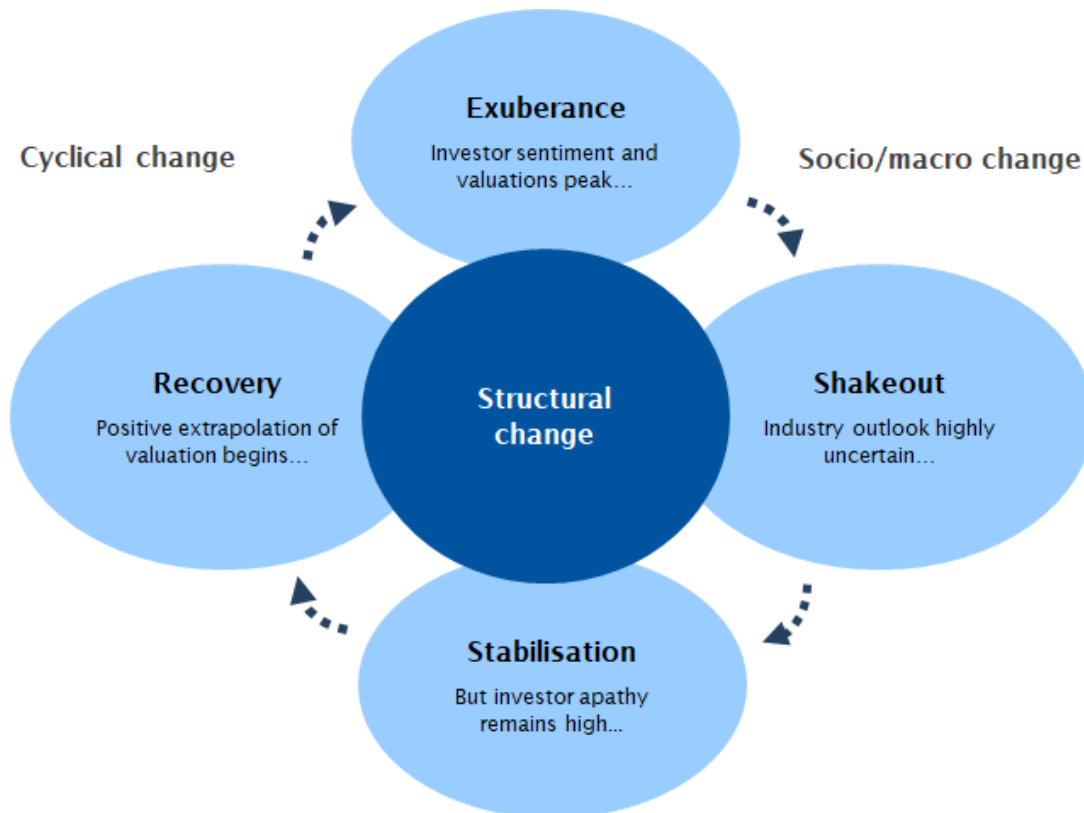 Exuberance
Investor sentiment and
valuations peak…
Cyclical change
Socio/macro change
Recovery
Positive extrapolation of
valuation begins…
Structural
change
Shakeout
Industry outlook highly
uncertain…
Stabilisation
But investor apathy
remains high…